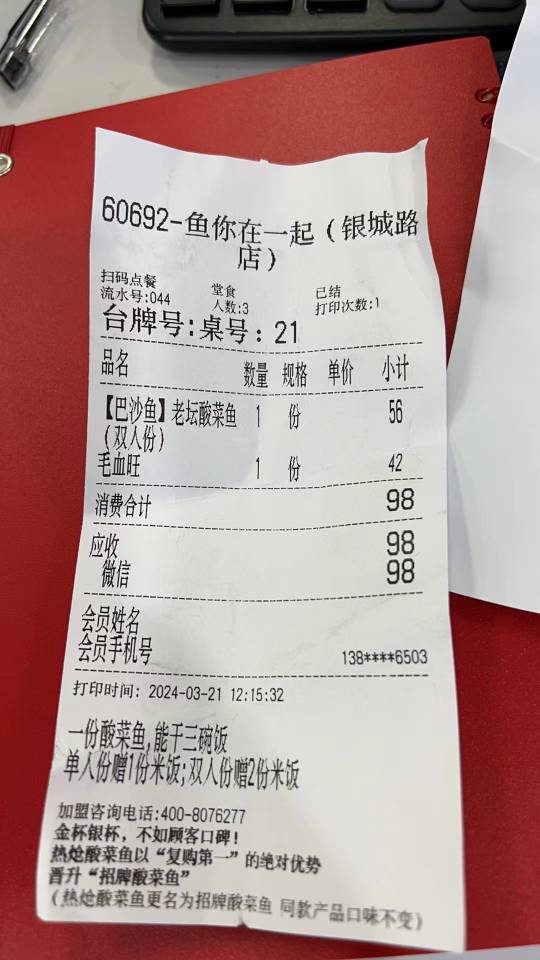 60692-鱼你在一起（银城路
店）
扫码点餐 堂食 已结
流水号:044 人数:3 打印次数:1
台牌号:桌号：21
品名 数量 规格 单价 小计
【巴沙鱼】老坛酸菜鱼 1 份 56
(双人份)
毛血旺 1 份 42
消费合计 98
应收 98
微信 98
会员姓名
会员手机号 138****6503
打印时间: 2024-03-21 12:15:32
一份酸菜鱼,能干三碗饭
单人份赠1份米饭;双人份赠2份米饭
加盟咨询电话:400-8076277
金杯银杯，不如顾客口碑！
热炝酸菜鱼以“复购第一”的绝对优势
晋升“招牌酸菜鱼”
(热炝酸菜鱼更名为招牌酸菜鱼 同款产品口味不变)